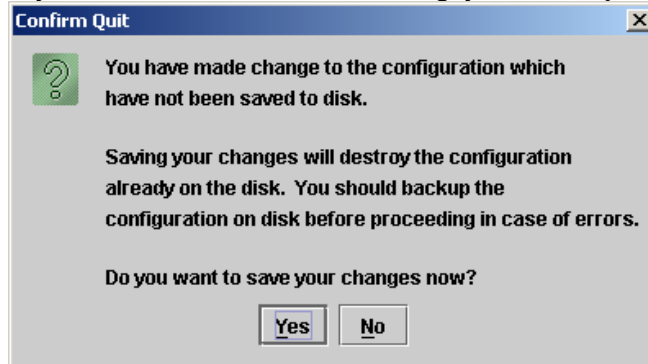 Confirm Quit
You have made change to the configuration which
have not been saved to disk.
Saving your changes will destroy the configuration
already on the disk. You should backup the
configuration on disk before proceeding in case of errors.
Do you want to save your changes now?
Yes No